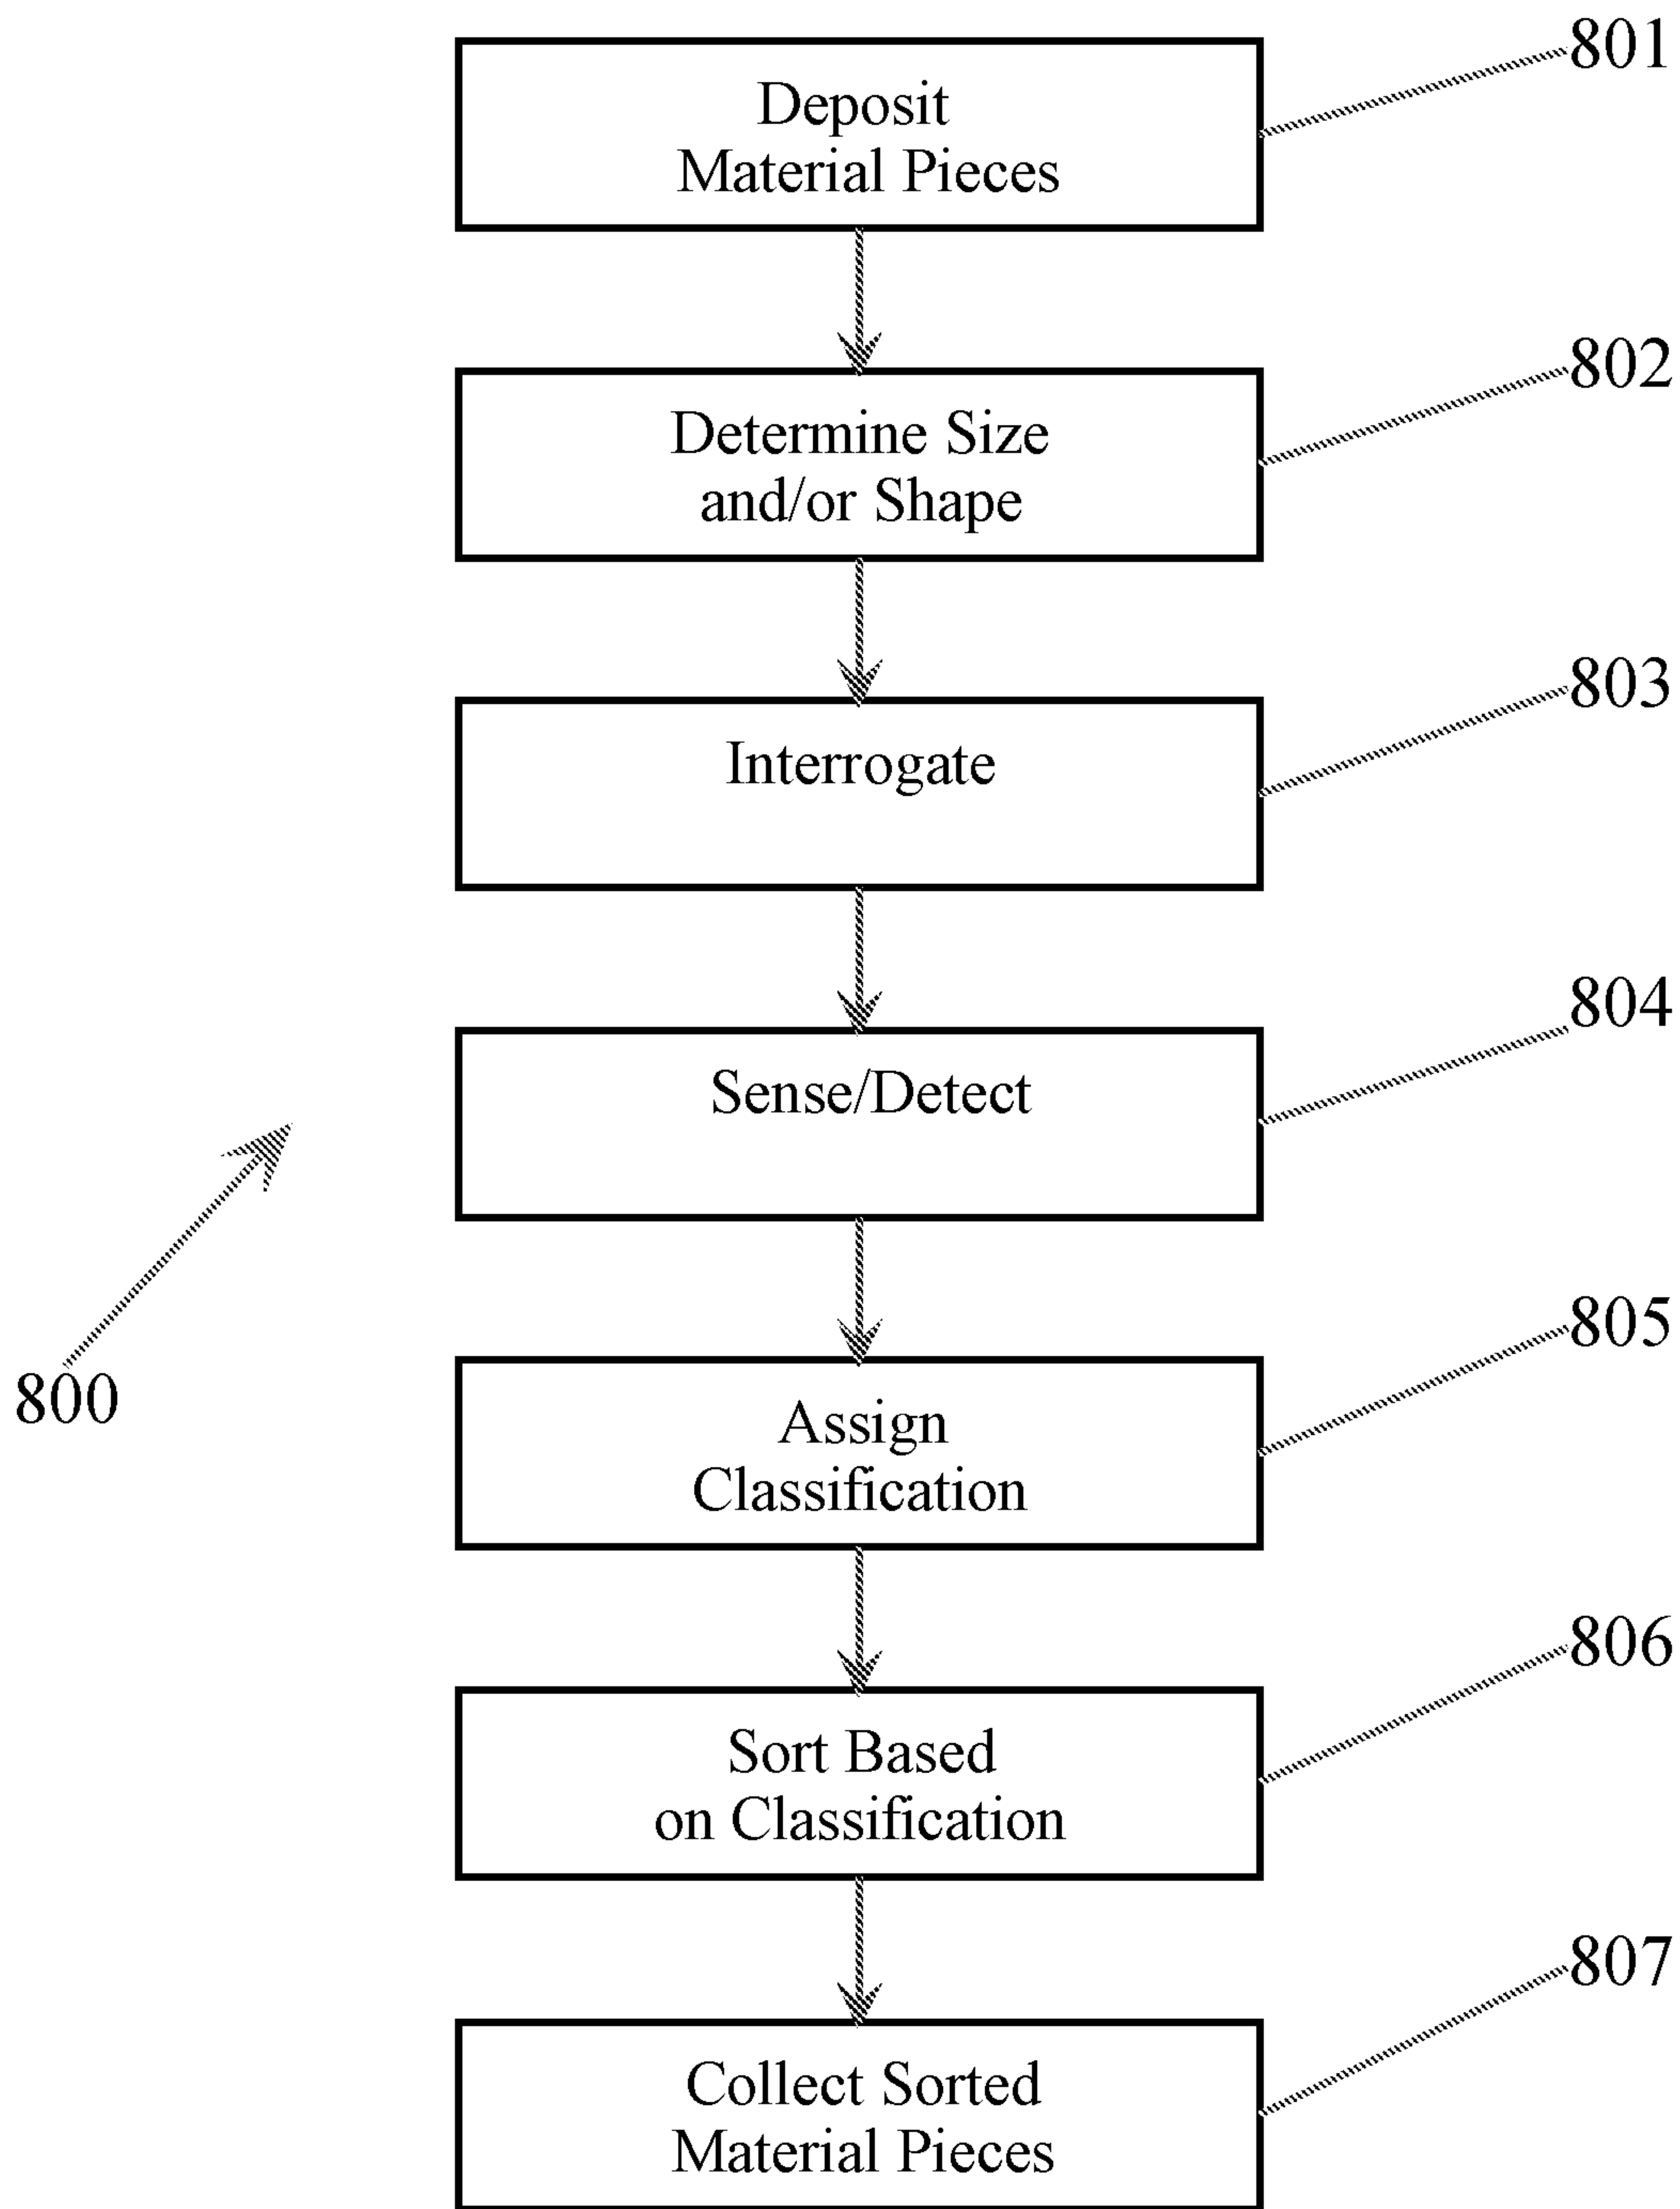 801
Deposit
Material Pieces
802
Determine Size
and/or Shape
803
Interrogate
804
Sense/Detect
800
805
Assign
Classification
806
Sort Based
on Classification
807
Collect Sorted
Material Pieces